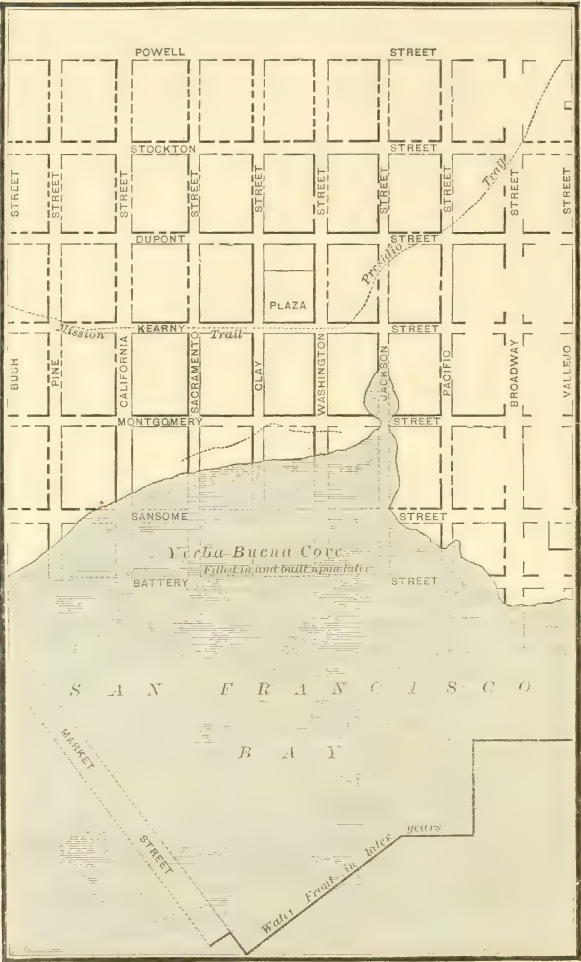 POWELL STREET
STOCKTON STREET
STREET STREET STREET STREET STREET STREET STREET STREET STREET STREET
Presidio Trail
DUPONT STREET
PLAZA
Mission Trail
KEARNY STREET
BUSH PINE CALIFORNIA SACRAMENTO CLAY WASHINGTON JACKSON PACIFIC BROADWAY VALLEJO
MONTGOMERY STREET
SANSOME STREET
Yerba Buena Cove
Filled in and built upon later
BATTERY STREET
SAN FRANCISCO
BAY
MARKET STREET
Water Front in later years